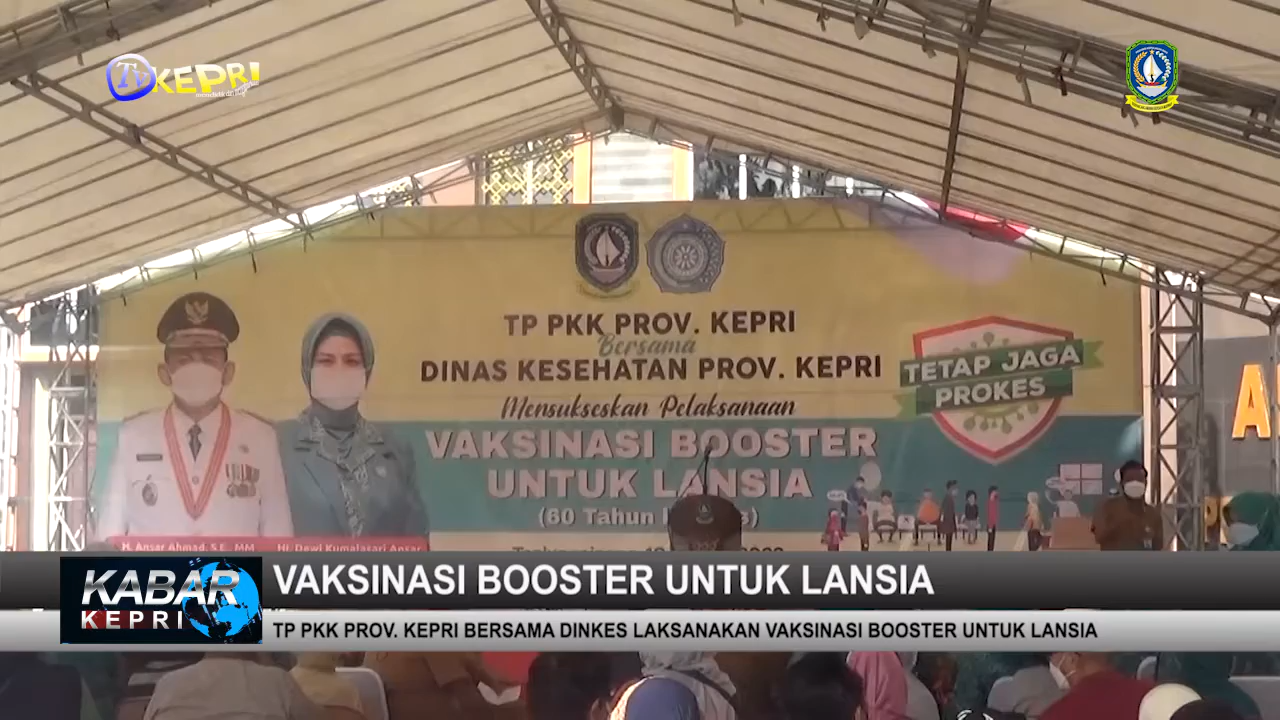 TV KEPRI
TP PKK PROV. KEPRI
Bersama
DINAS KESEHATAN PROV. KEPRI
Mensukseskan Pelaksanaan
VAKSINASI BOOSTER
UNTUK LANSIA
(60 Tahun
TETAP JAGA
PROKES
H. Ansar Ahmad, S.E., MM
Hj. Dewi Kumalasari Ansar
A
KABAR
KEPRI
VAKSINASI BOOSTER UNTUK LANSIA
TP PKK PROV. KEPRI BERSAMA DINKES LAKSANAKAN VAKSINASI BOOSTER UNTUK LANSIA